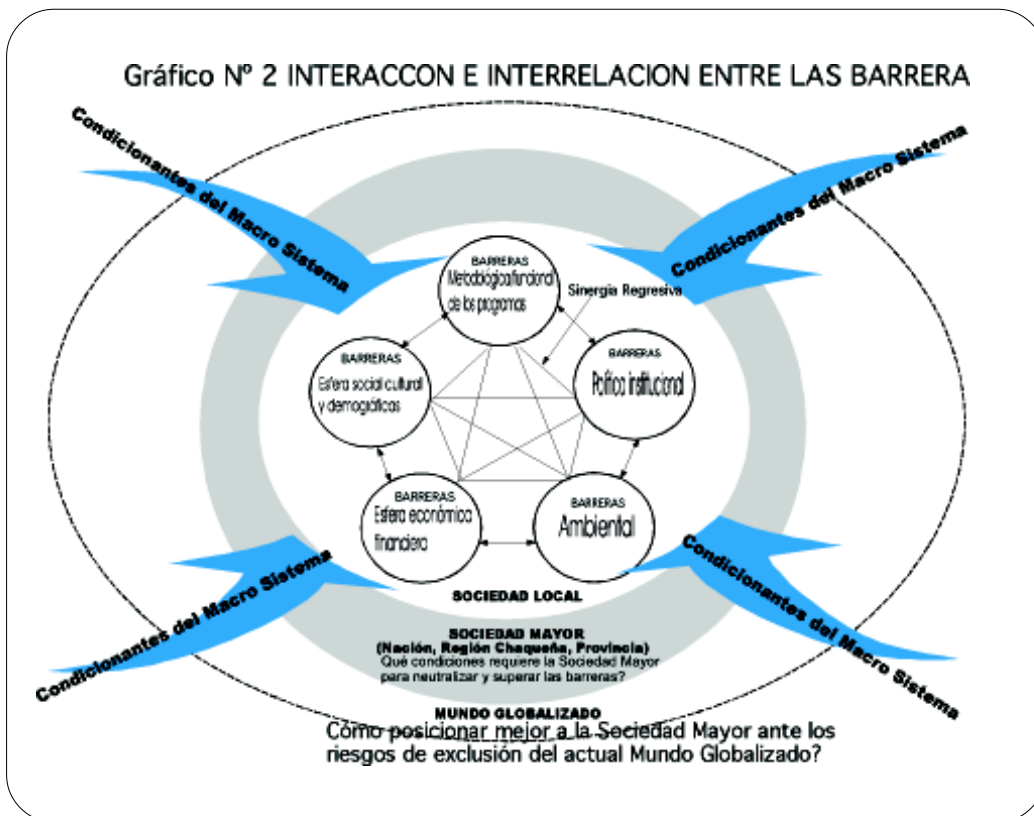 Gráfico Nº 2 INTERACCON E INTERRELACION ENTRE LAS BARRERA
Condicionantes del Macro Sistema
Condicionantes del Macro Sistema
BARRERAS
Metodológica/funcional
de los programas
Sinergia Regresiva
BARRERAS
Esfera social cultural
y demográficas
BARRERAS
Político institucional
BARRERAS
Esfera económica
financiera
BARRERAS
Ambiental
Condicionantes del Macro Sistema
Condicionantes del Macro Sistema
SOCIEDAD LOCAL
SOCIEDAD MAYOR
(Nación, Región Chaqueña, Provincia)
Qué condiciones requiere la Sociedad Mayor
para neutralizar y superar las barreras?
MUNDO GLOBALIZADO
Cómo posicionar mejor a la Sociedad Mayor ante los
riesgos de exclusión del actual Mundo Globalizado?